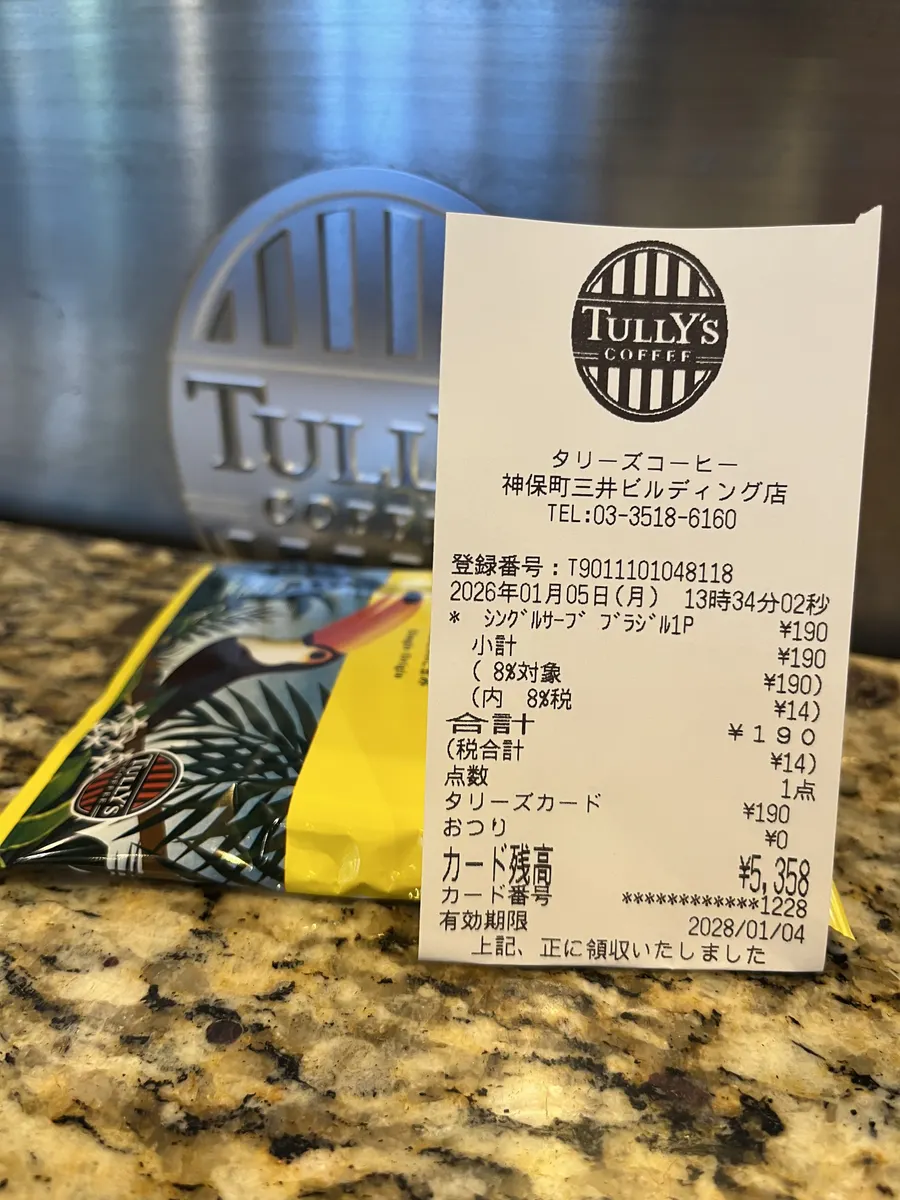 TULLY'S
COFFEE
タリーズコーヒー
神保町三井ビルディング店
TEL:03-3518-6160
登録番号:T9011101048118
2026年01月05日(月) 13時34分02秒
* シングルサーブ ブラジル1P ¥190
小計 ¥190
( 8%対象 ¥190)
(内 8%税 ¥14)
合計 ¥190
(税合計 ¥14)
点数 1点
タリーズカード ¥190
おつり ¥0
カード残高 ¥5,358
カード番号 ************1228
有効期限 2028/01/04
上記、正に領収いたしました
TULLY
COFF
Single Origin
TULLY'S
COFFEE